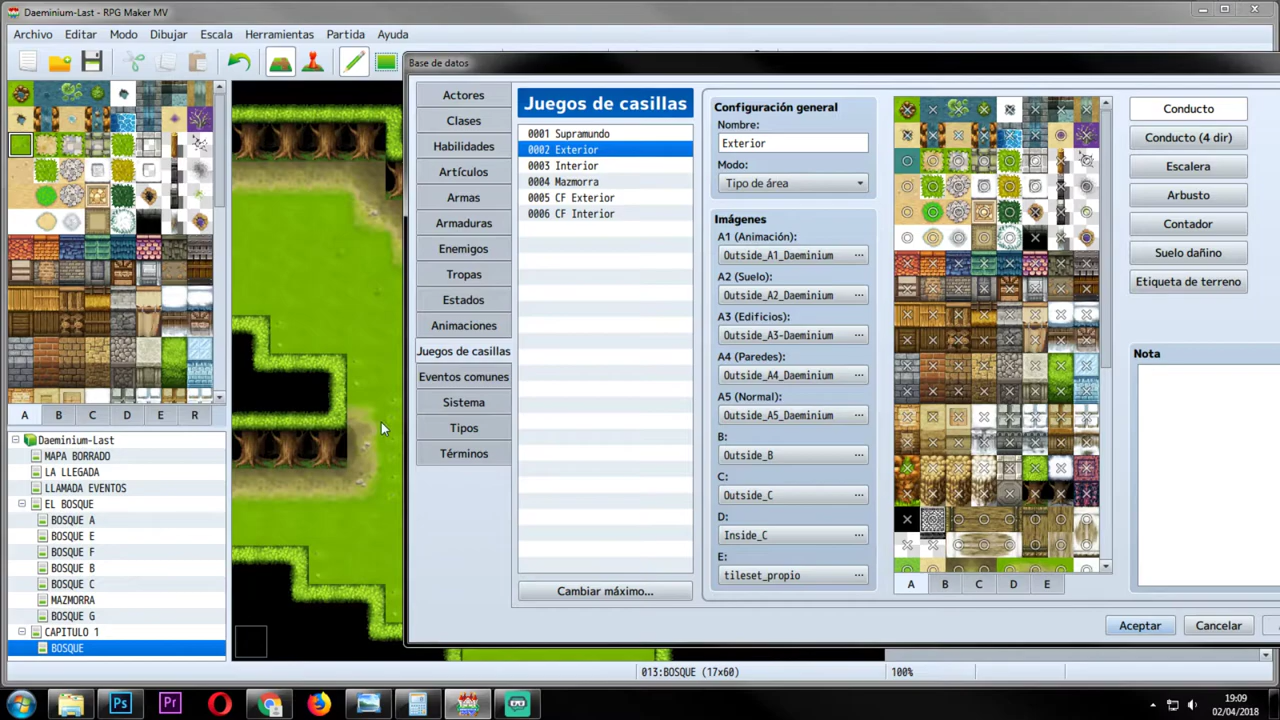 Daeminium-Last - RPG Maker MV
Archivo Editar Modo Dibujar Escala Herramientas Partida Ayuda
A B C D E R
Daeminium-Last
MAPA BORRADO
LA LLEGADA
LLAMADA EVENTOS
EL BOSQUE
BOSQUE A
BOSQUE E
BOSQUE F
BOSQUE B
BOSQUE C
MAZMORRA
BOSQUE G
CAPITULO 1
BOSQUE
Base de datos
Actores
Clases
Habilidades
Artículos
Armas
Armaduras
Enemigos
Tropas
Estados
Animaciones
Juegos de casillas
Eventos comunes
Sistema
Tipos
Términos
Juegos de casillas
0001 Supramundo
0002 Exterior
0003 Interior
0004 Mazmorra
0005 CF Exterior
0006 CF Interior
Cambiar máximo...
Configuración general
Nombre:
Exterior
Modo:
Tipo de área
Imágenes
A1 (Animación):
Outside_A1_Daeminium ...
A2 (Suelo):
Outside_A2_Daeminium ...
A3 (Edificios):
Outside_A3-Daeminium ...
A4 (Paredes):
Outside_A4_Daeminium ...
A5 (Normal):
Outside_A5_Daeminium ...
B:
Outside_B ...
C:
Outside_C ...
D:
Inside_C ...
E:
tileset_propio ...
A B C D E
Conducto
Conducto (4 dir)
Escalera
Arbusto
Contador
Suelo dañino
Etiqueta de terreno
Nota
Aceptar
Cancelar
013:BOSQUE (17x60)
100%
Ps
Pr
19:09
02/04/2018